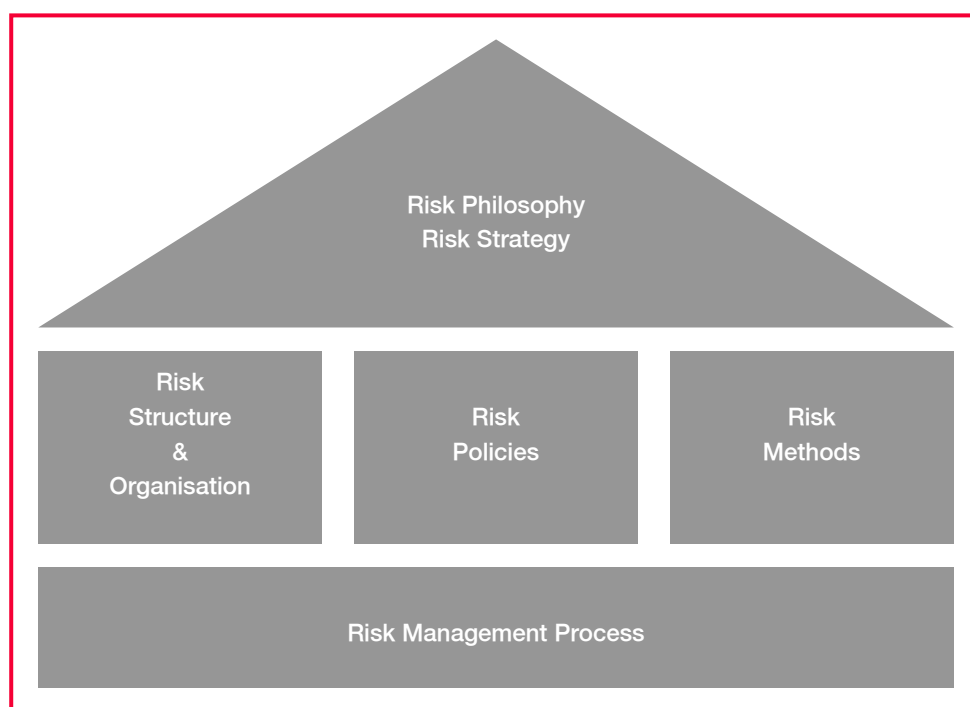 Risk Philosophy
Risk Strategy
Risk
Structure
&
Organisation
Risk
Policies
Risk
Methods
Risk Management Process